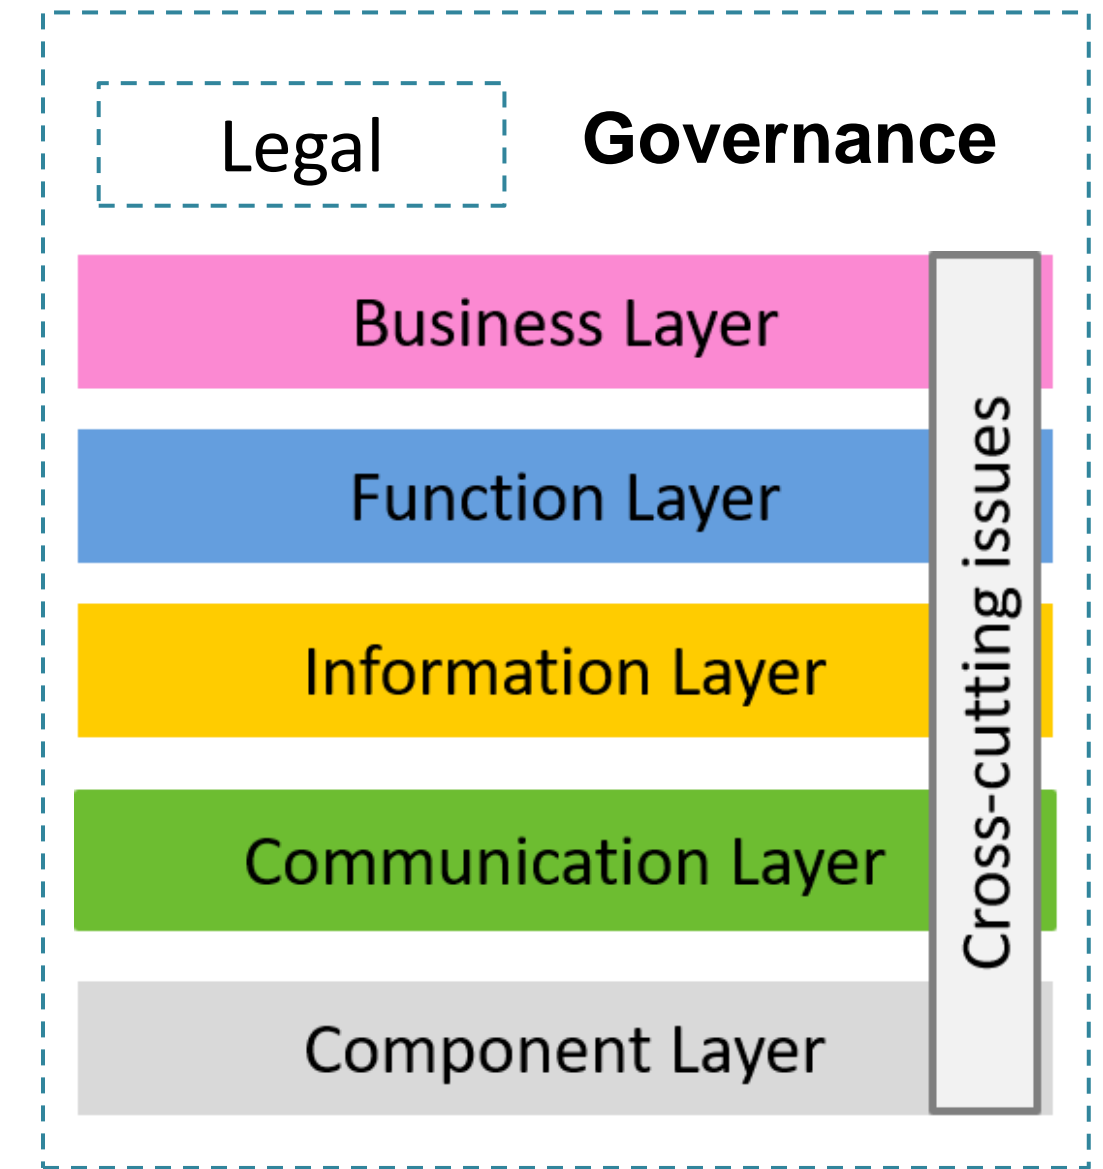 Legal
Governance
Business Layer
Function Layer
Information Layer
Communication Layer
Component Layer
Cross-cutting issues